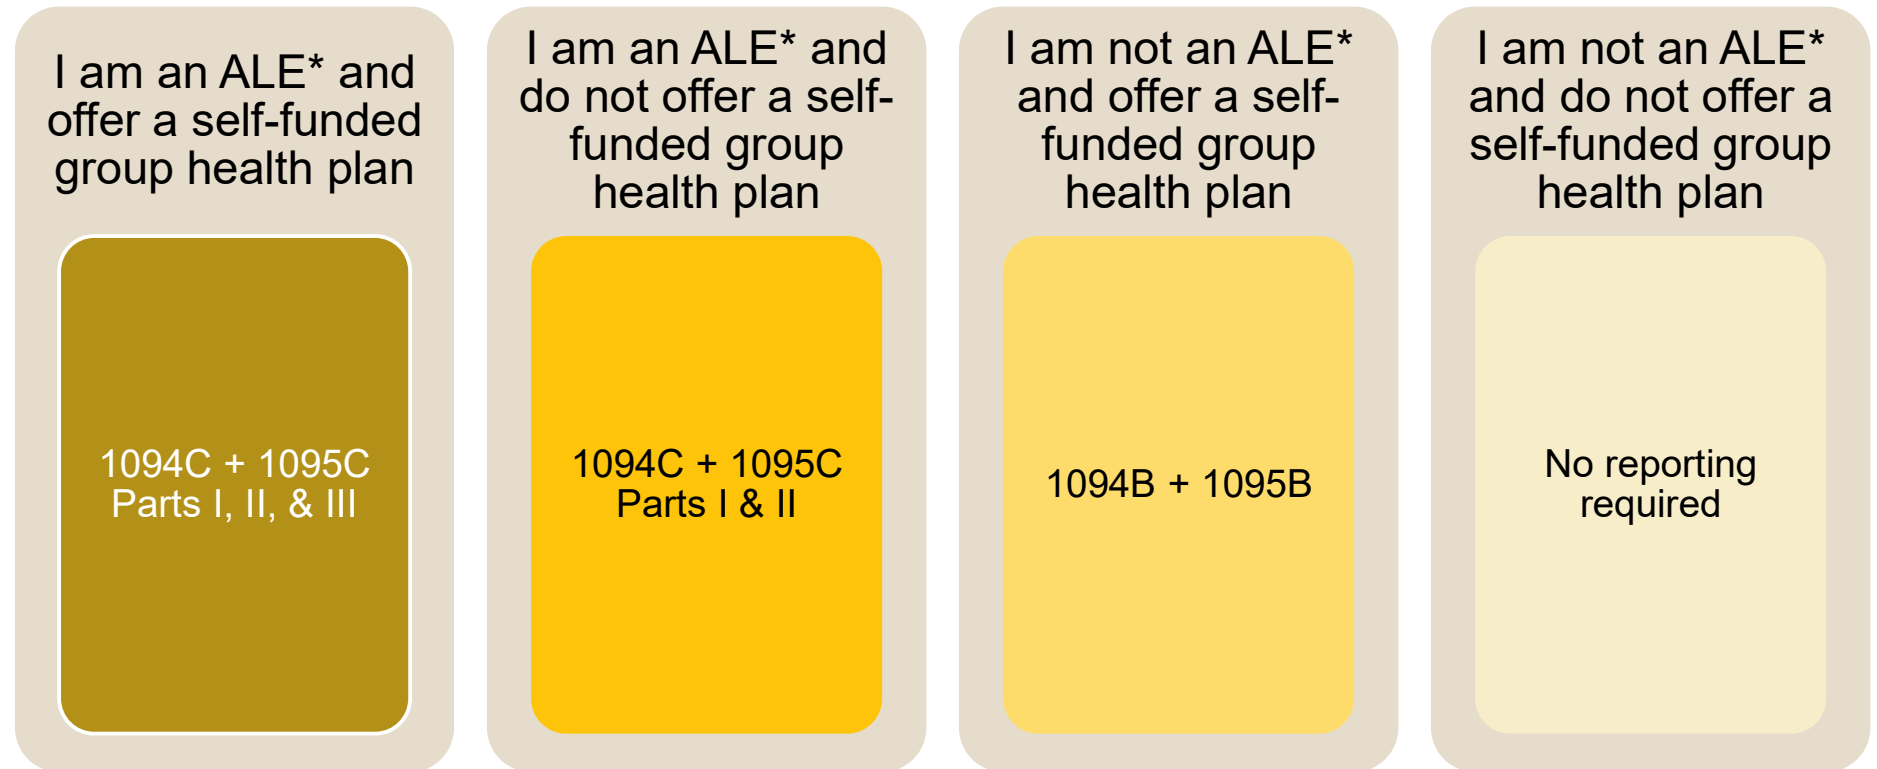 I am an ALE* and
offer a self-funded
group health plan
1094C + 1095C
Parts I, II, & III
I am an ALE* and
do not offer a self-
funded group
health plan
1094C + 1095C
Parts I & II
I am not an ALE*
and offer a self-
funded group
health plan
1094B + 1095B
I am not an ALE*
and do not offer a
self-funded group
health plan
No reporting
required